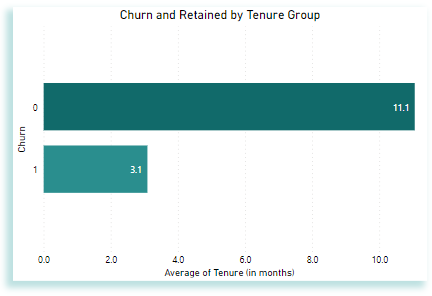 Churn and Retained by Tenure Group
Churn
0
11.1
1
3.1
0.0 2.0 4.0 6.0 8.0 10.0
Average of Tenure (in months)